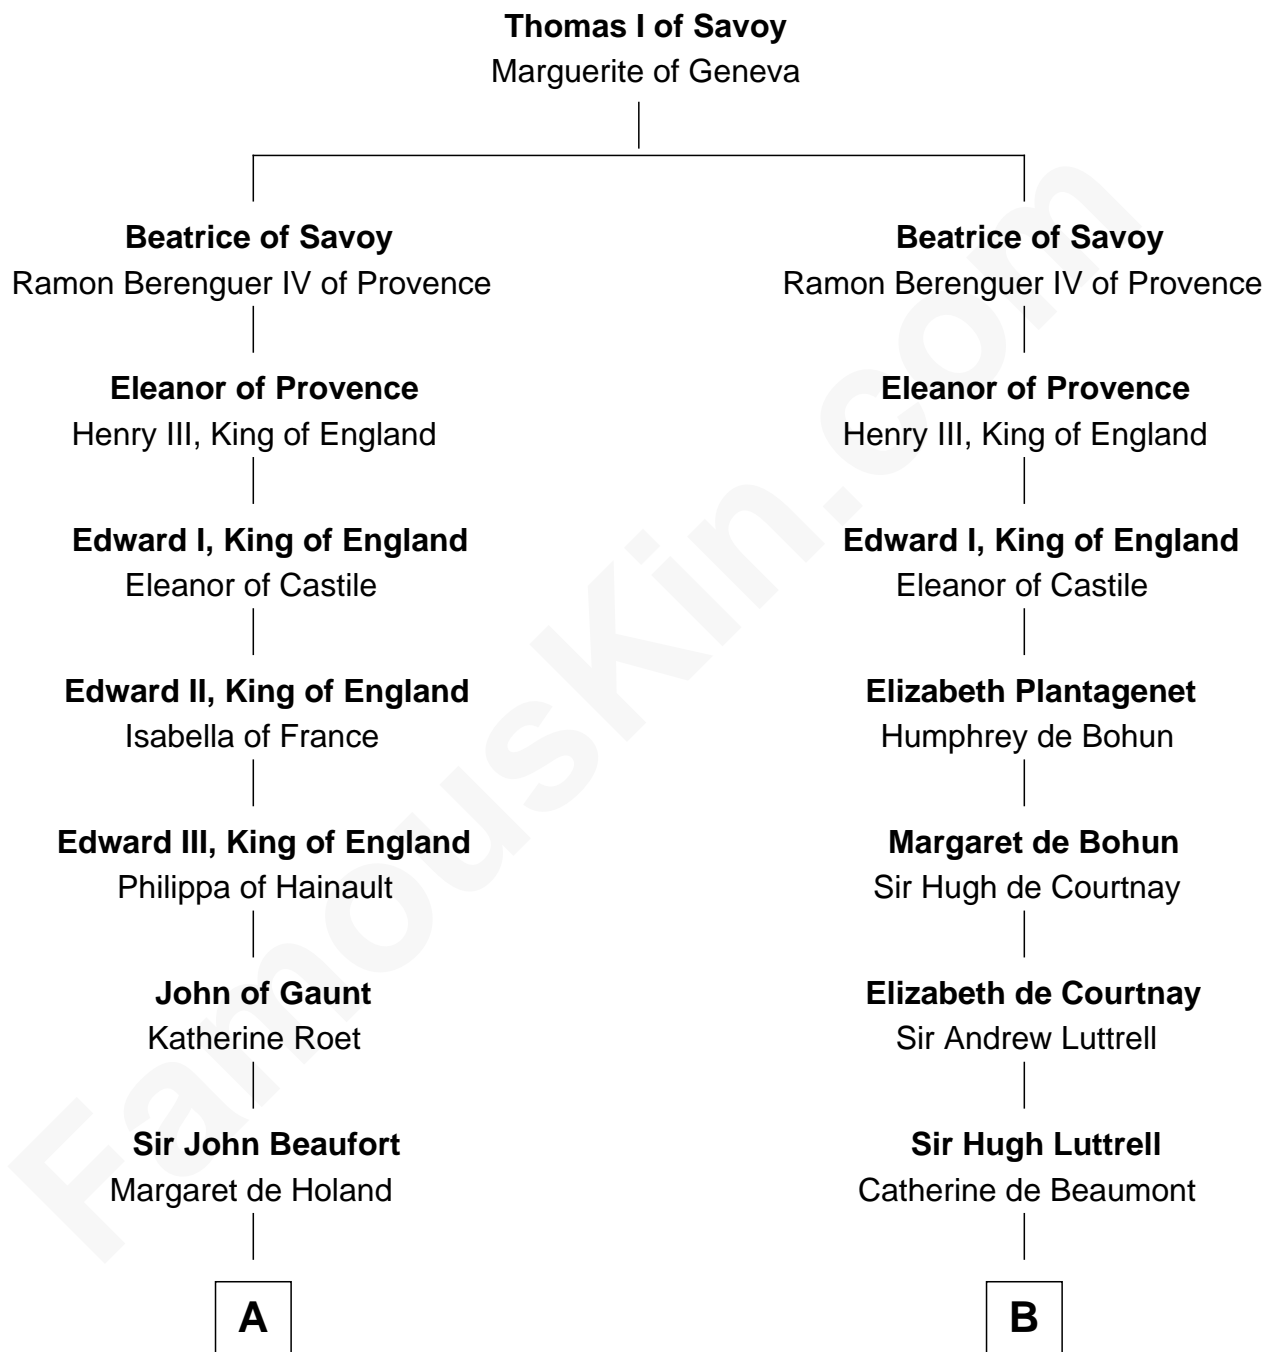 Thomas I of Savoy
Marguerite of Geneva
Beatrice of Savoy
Ramon Berenguer IV of Provence
Eleanor of Provence
Henry III, King of England
Edward I, King of England
Eleanor of Castile
Edward II, King of England
Isabella of France
Edward III, King of England
Philippa of Hainault
John of Gaunt
Katherine Roet
Sir John Beaufort
Margaret de Holand
A
Beatrice of Savoy
Ramon Berenguer IV of Provence
Eleanor of Provence
Henry III, King of England
Edward I, King of England
Eleanor of Castile
Elizabeth Plantagenet
Humphrey de Bohun
Margaret de Bohun
Sir Hugh de Courtnay
Elizabeth de Courtnay
Sir Andrew Luttrell
Sir Hugh Luttrell
Catherine de Beaumont
B
FamousKin.com